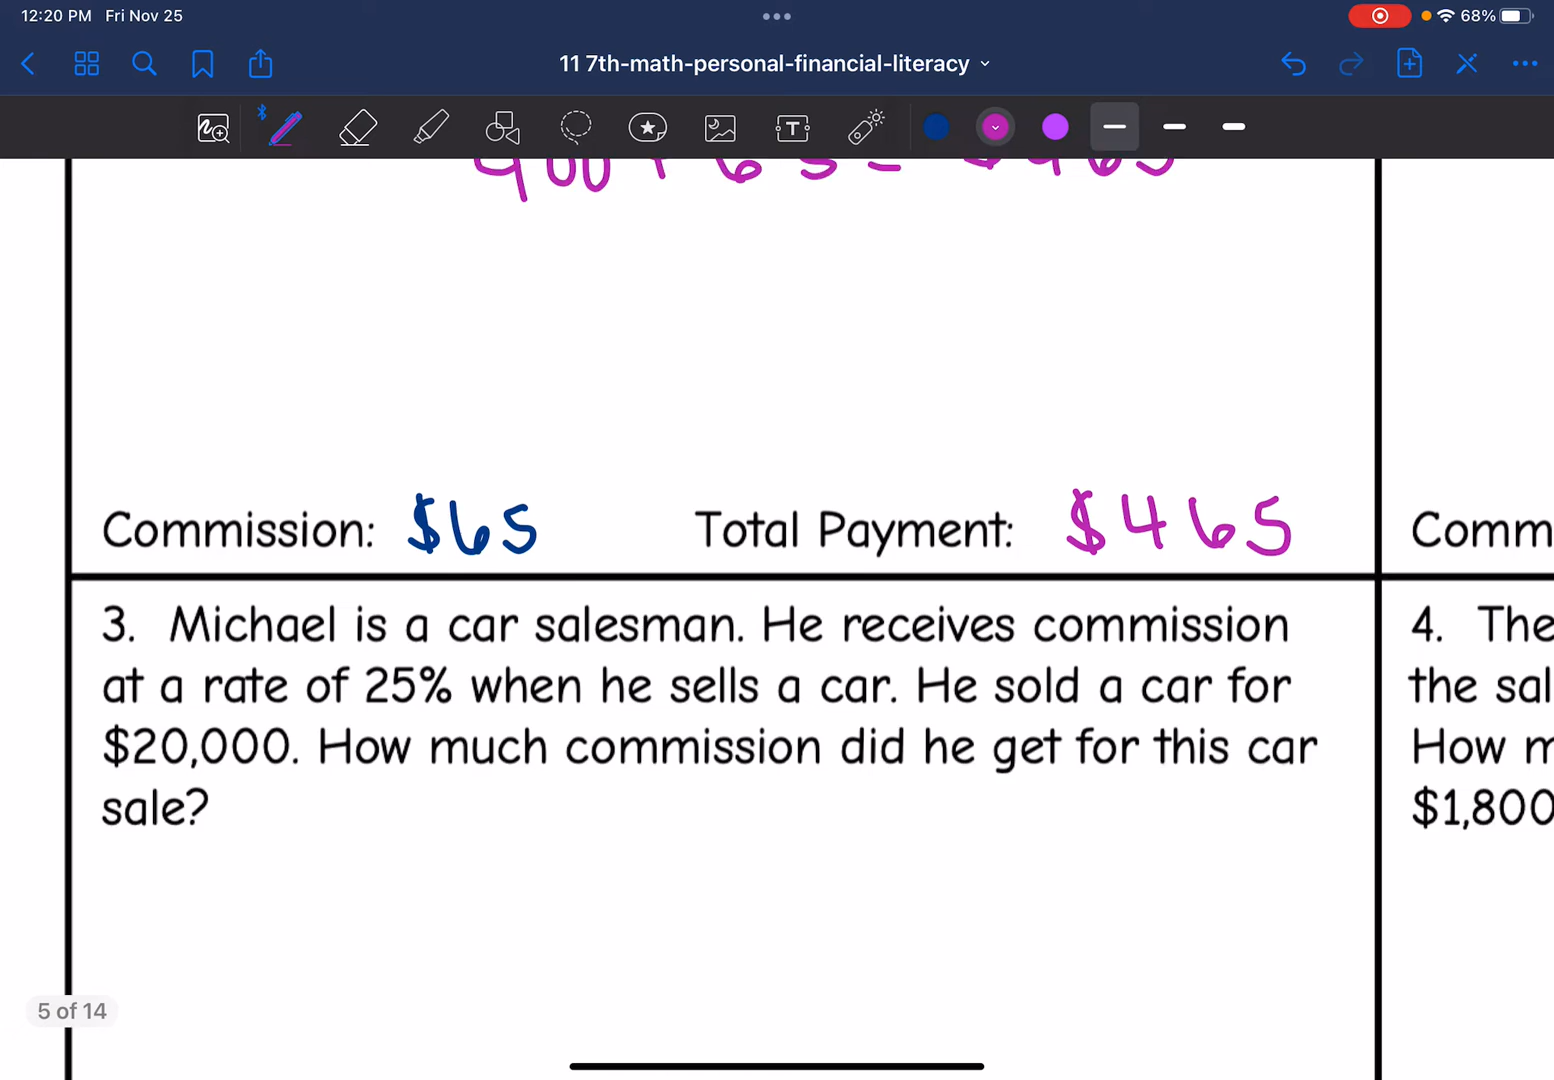 12:20 PM Fri Nov 25
68%
11 7th-math-personal-financial-literacy
T
400 + 65 = $465
Commission: $65 Total Payment: $465
Comm
3. Michael is a car salesman. He receives commission
at a rate of 25% when he sells a car. He sold a car for
$20,000. How much commission did he get for this car
sale?
4. The
the sal
How m
$1,800
5 of 14